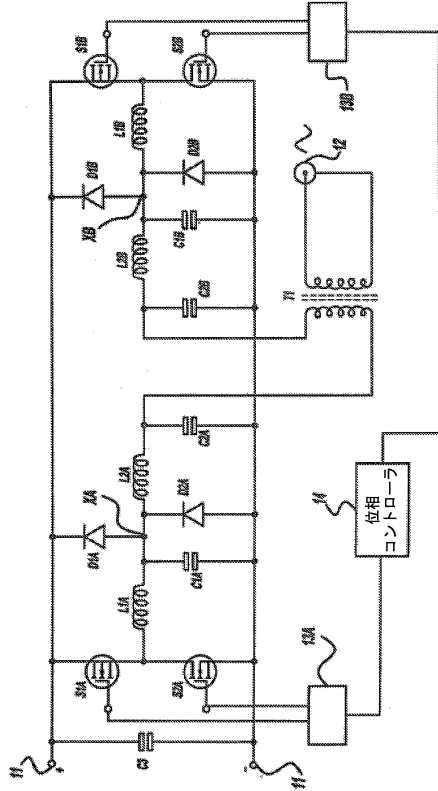 11
+
C3
-
11
S1A
S2A
L1A
D1A
XA
C1A
D2A
L2A
C2A
T1
12
C2B
L2B
XB
D1B
C1B
D2B
L1B
S1B
S2B
13A
14
位相
コントローラ
13B